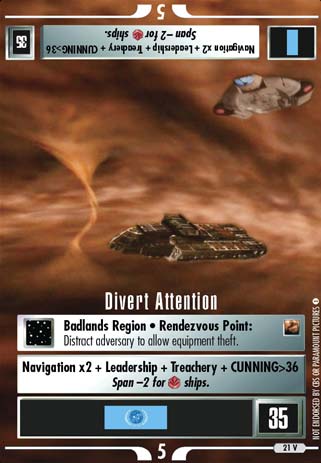 5
35
Navigation x2 + Leadership + Treachery + CUNNING>36
Span –2 for ships.
Divert Attention
Badlands Region • Rendezvous Point:
Distract adversary to allow equipment theft.
Navigation x2 + Leadership + Treachery + CUNNING>36
Span –2 for ships.
35
5
21 V
NOT ENDORSED BY CBS OR PARAMOUNT PICTURES